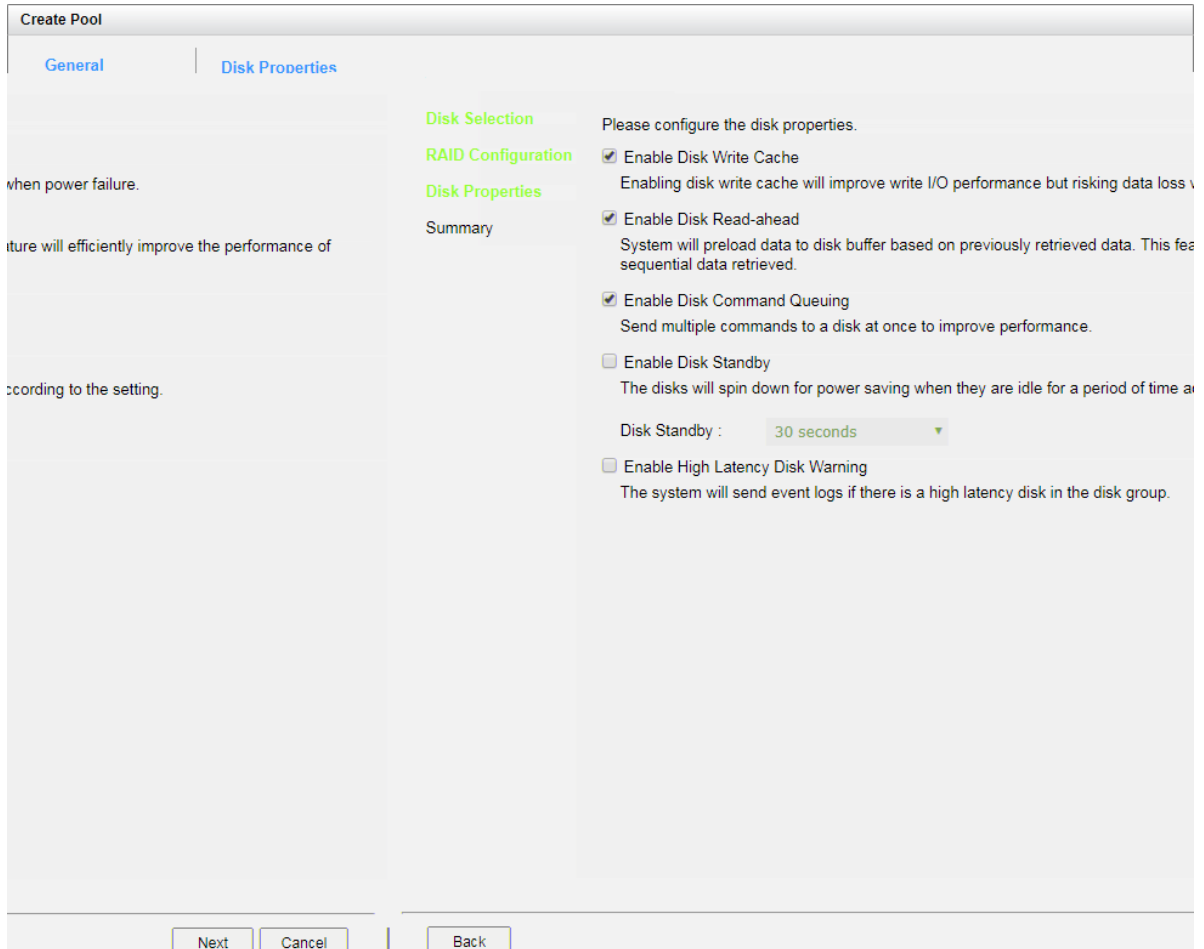 Create Pool
General
Disk Properties
when power failure.
ature will efficiently improve the performance of
ccording to the setting.
Next
Cancel
Disk Selection
RAID Configuration
Disk Properties
Summary
Please configure the disk properties.
Enable Disk Write Cache
Enabling disk write cache will improve write I/O performance but risking data loss w
Enable Disk Read-ahead
System will preload data to disk buffer based on previously retrieved data. This fea
sequential data retrieved.
Enable Disk Command Queuing
Send multiple commands to a disk at once to improve performance.
Enable Disk Standby
The disks will spin down for power saving when they are idle for a period of time ac
Disk Standby :
30 seconds
Enable High Latency Disk Warning
The system will send event logs if there is a high latency disk in the disk group.
Back